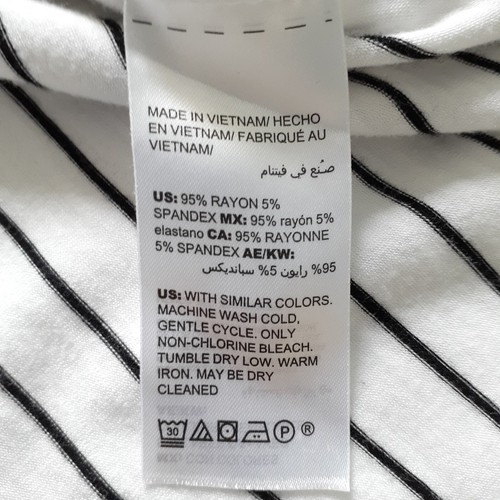 MADE IN VIETNAM/ HECHO
EN VIETNAM/ FABRIQUÉ AU
VIETNAM/
صُنع في فيتنام
US: 95% RAYON 5%
SPANDEX MX: 95% rayón 5%
elastano CA: 95% RAYONNE
5% SPANDEX AE/KW:
95% رايون 5% سبانديكس
US: WITH SIMILAR COLORS.
MACHINE WASH COLD,
GENTLE CYCLE. ONLY
NON-CHLORINE BLEACH.
TUMBLE DRY LOW. WARM
IRON. MAY BE DRY
CLEANED
30 P ®